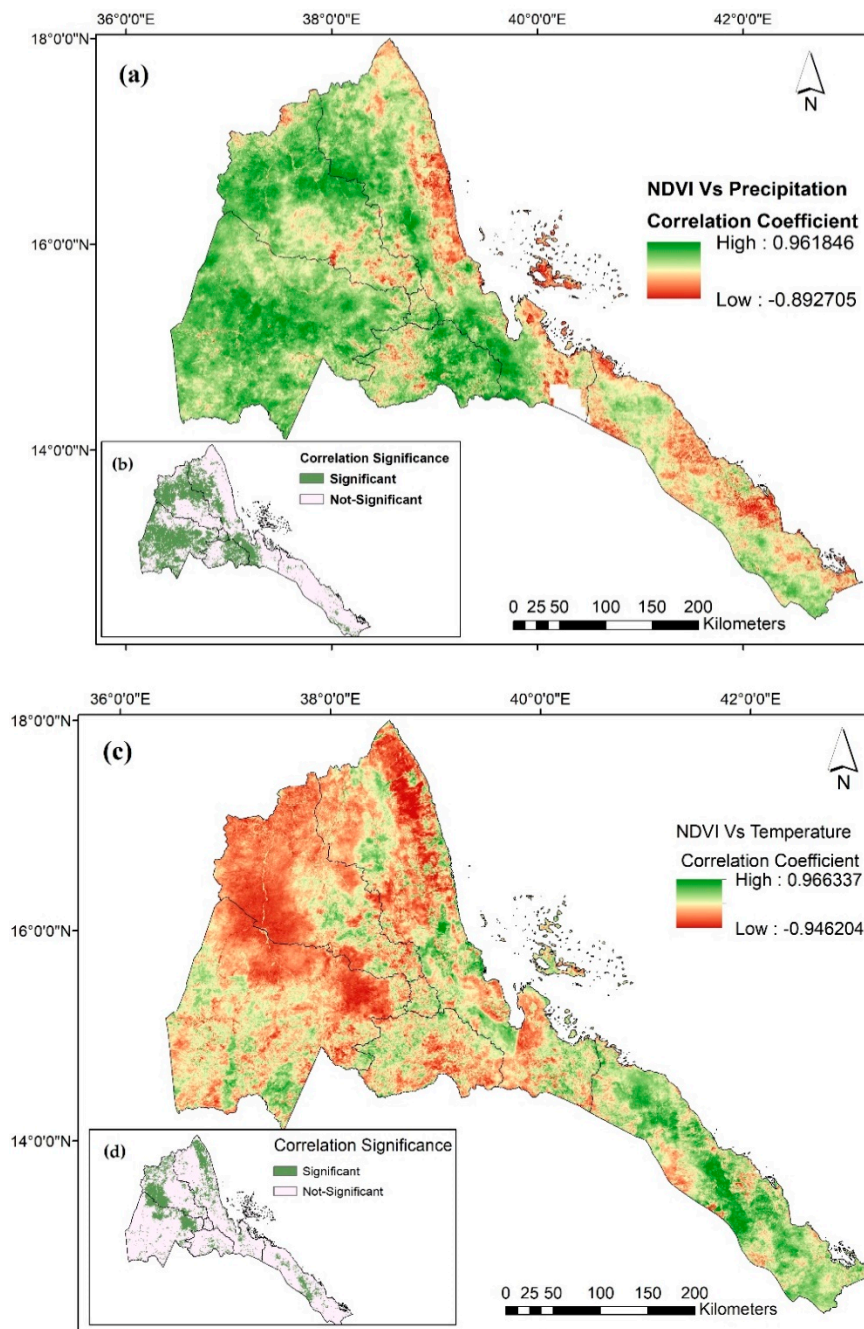 36°0'0"E 38°0'0"E 40°0'0"E 42°0'0"E
18°0'0"N
(a)
N
NDVI Vs Precipitation
Correlation Coefficient
High : 0.961846
Low : -0.892705
16°0'0"N
14°0'0"N
(b)
Correlation Significance
Significant
Not-Significant
0 25 50 100 150 200
Kilometers
36°0'0"E 38°0'0"E 40°0'0"E 42°0'0"E
18°0'0"N
(c)
N
NDVI Vs Temperature
Correlation Coefficient
High : 0.966337
Low : -0.946204
16°0'0"N
14°0'0"N
(d)
Correlation Significance
Significant
Not-Significant
0 25 50 100 150 200
Kilometers